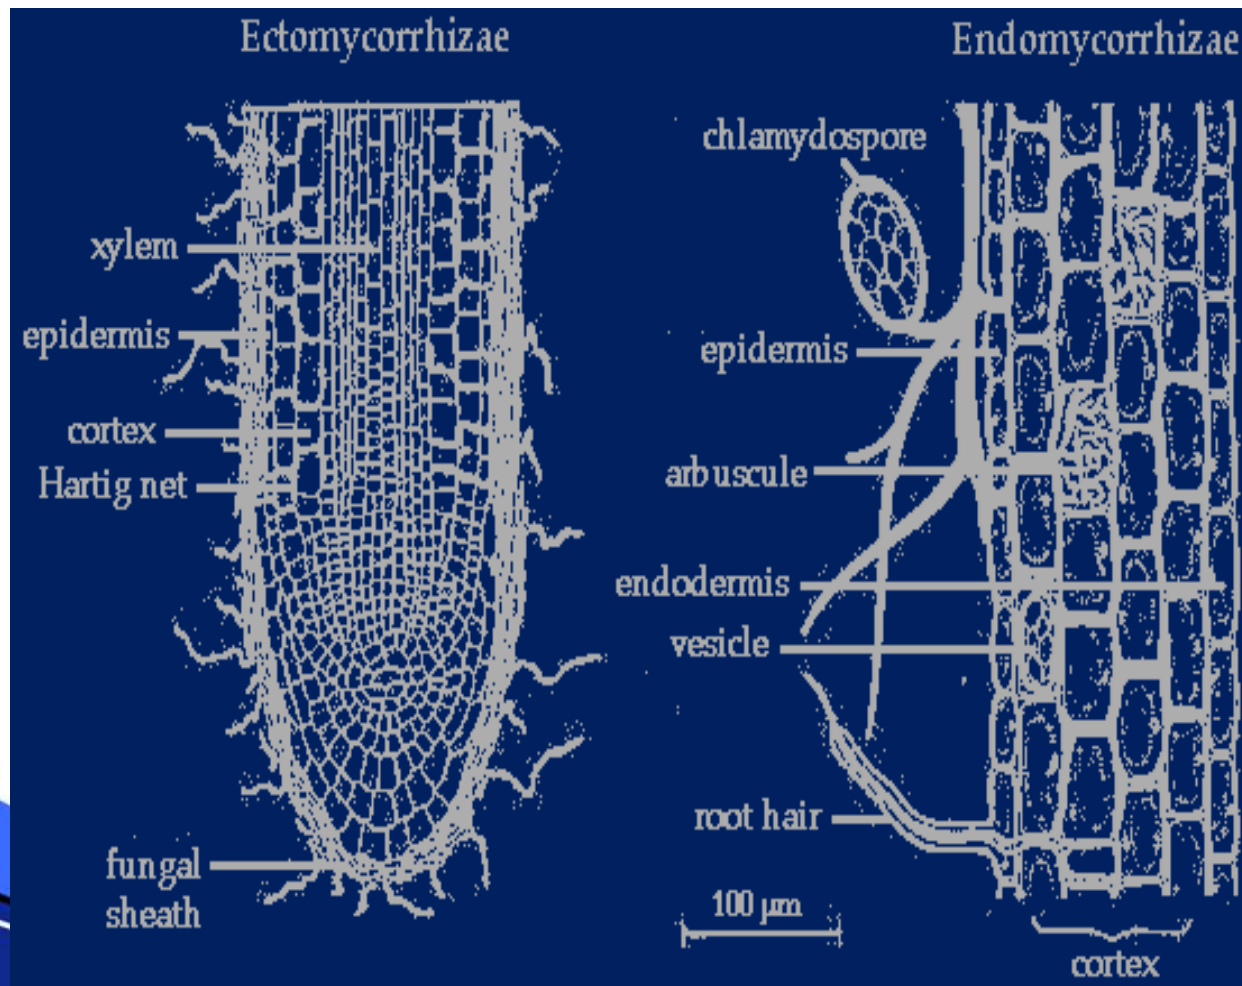 Ectomycorrhizae
xylem
epidermis
cortex
Hartig net
fungal
sheath
Endomycorrhizae
chlamydospore
epidermis
arbuscule
endodermis
vesicle
root hair
100 µm
cortex